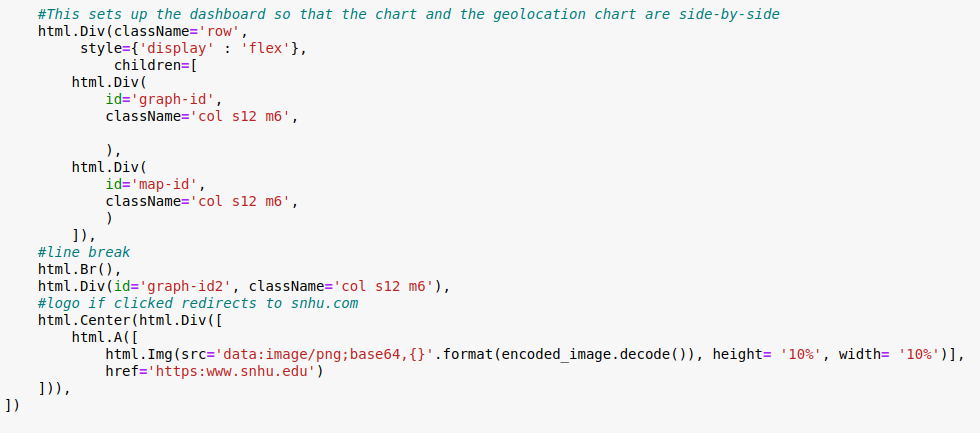 #This sets up the dashboard so that the chart and the geolocation chart are side-by-side
html.Div(className='row',
style={'display' : 'flex'},
children=[
html.Div(
id='graph-id',
className='col s12 m6',
),
html.Div(
id='map-id',
className='col s12 m6',
)
]),
#line break
html.Br(),
html.Div(id='graph-id2', className='col s12 m6'),
#logo if clicked redirects to snhu.com
html.Center(html.Div([
html.A([
html.Img(src='data:image/png;base64,{}'.format(encoded_image.decode()), height= '10%', width= '10%')],
href='https:www.snhu.edu')
])),
])